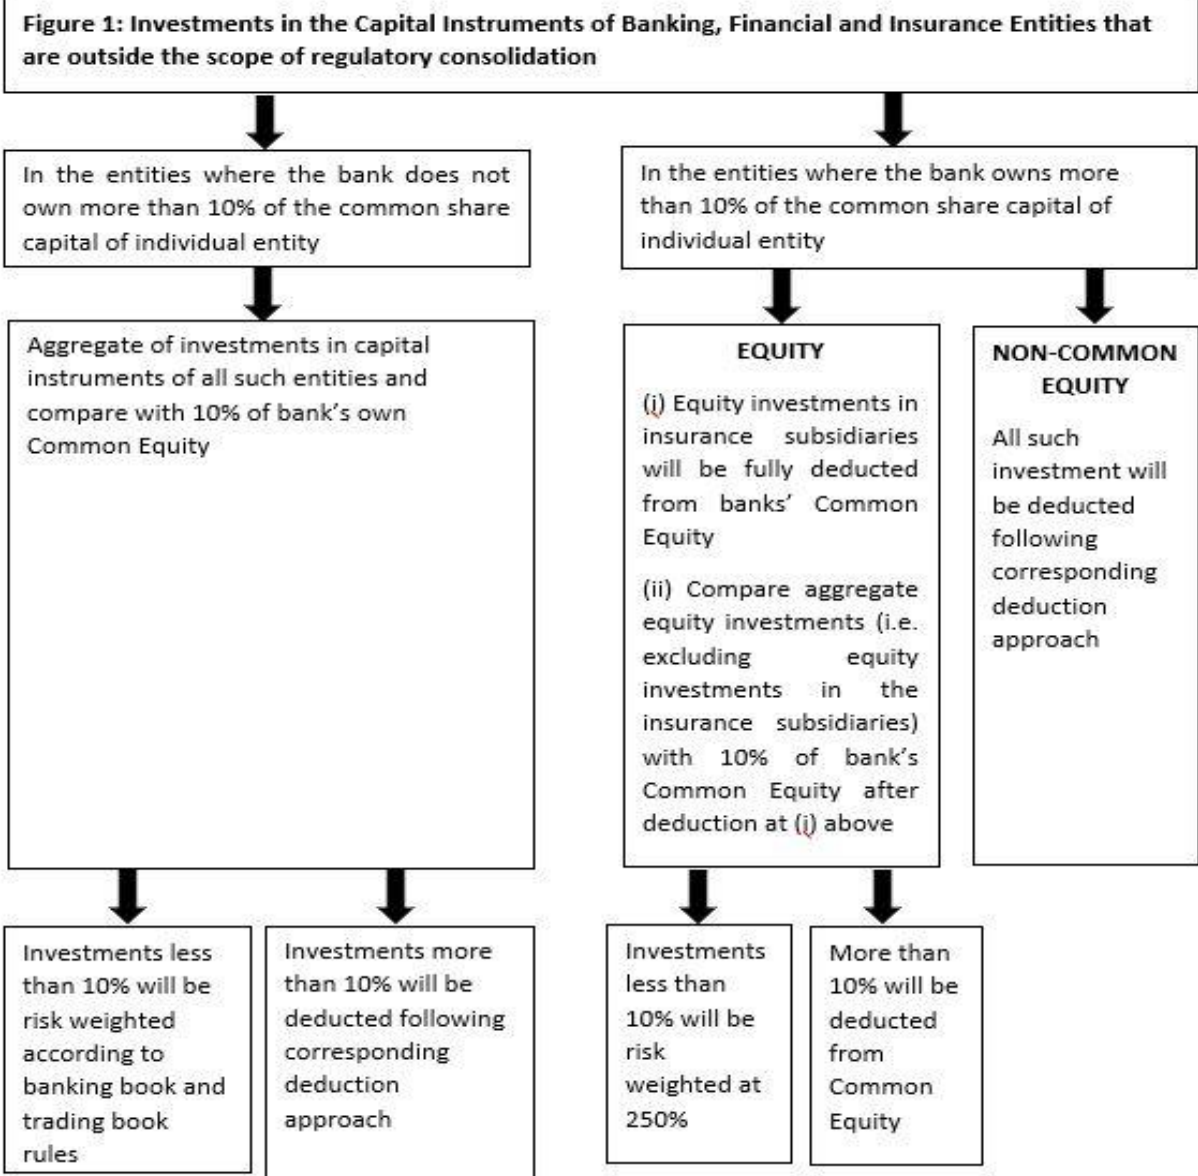 Figure 1: Investments in the Capital Instruments of Banking, Financial and Insurance Entities that
are outside the scope of regulatory consolidation
In the entities where the bank does not
own more than 10% of the common share
capital of individual entity
In the entities where the bank owns more
than 10% of the common share capital of
individual entity
Aggregate of investments in capital
instruments of all such entities and
compare with 10% of bank's own
Common Equity
EQUITY
(i) Equity investments in
insurance subsidiaries
will be fully deducted
from banks' Common
Equity
(ii) Compare aggregate
equity investments (i.e.
excluding equity
investments in the
insurance subsidiaries)
with 10% of bank's
Common Equity after
deduction at (i) above
NON-COMMON
EQUITY
All such
investment will
be deducted
following
corresponding
deduction
approach
Investments less
than 10% will be
risk weighted
according to
banking book and
trading book
rules
Investments more
than 10% will be
deducted following
corresponding
deduction
approach
Investments
less than
10% will be
risk
weighted at
250%
More than
10% will be
deducted
from
Common
Equity